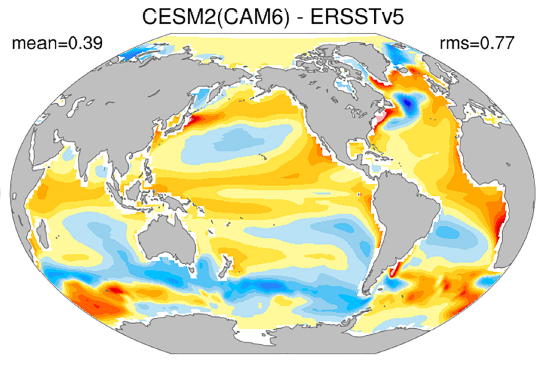 CESM2(CAM6) - ERSSTv5
mean=0.39
rms=0.77